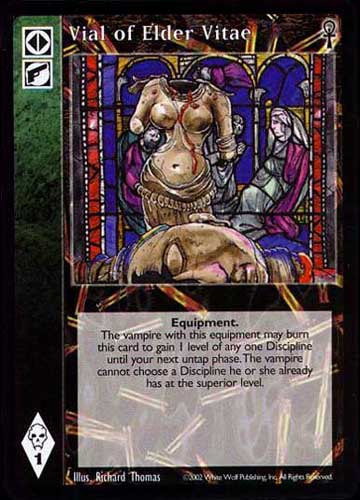 Vial of Elder Vitae
Equipment.
The vampire with this equipment may burn
this card to gain 1 level of any one Discipline
until your next untap phase. The vampire
cannot choose a Discipline he or she already
has at the superior level.
1
Illus. Richard Thomas
©2002 White Wolf Publishing, Inc. All Rights Reserved.